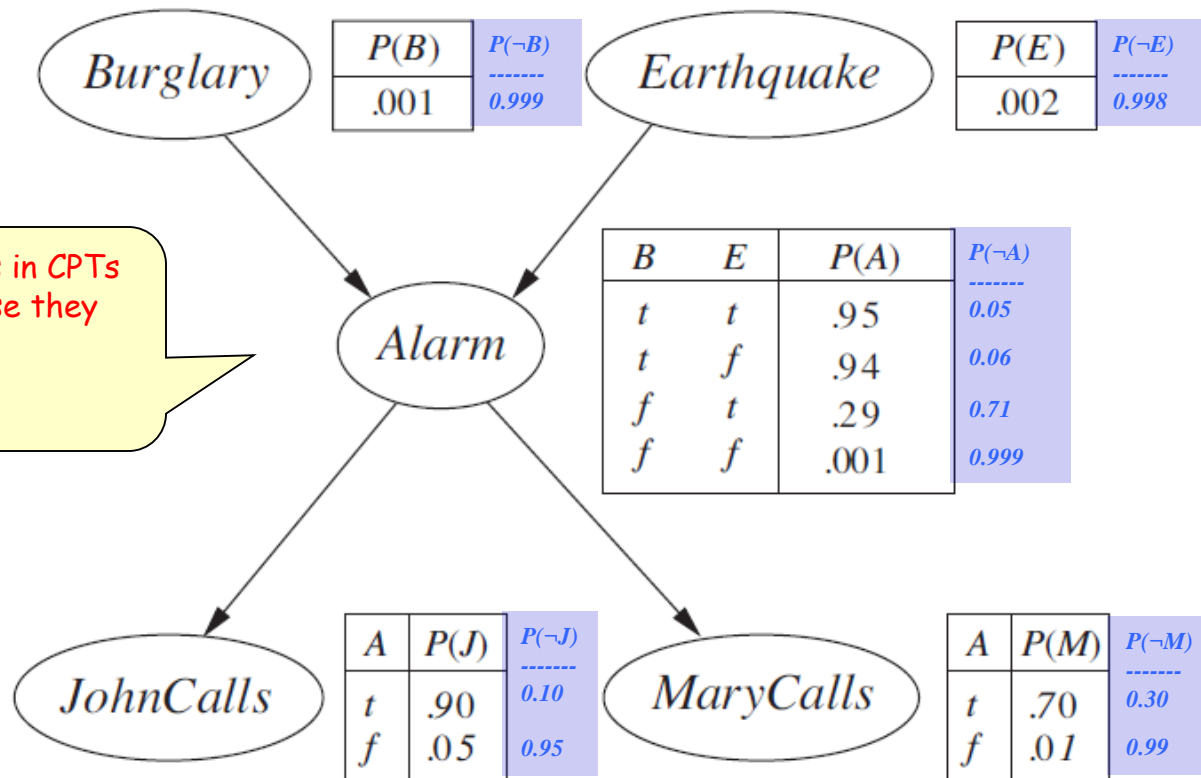 Burglary
P(B) P(¬B)
-------
.001 0.999
Earthquake
P(E) P(¬E)
-------
.002 0.998
in CPTs
se they
Alarm
B E P(A) P(¬A)
-------
t t .95 0.05
t f .94 0.06
f t .29 0.71
f f .001 0.999
JohnCalls
A P(J) P(¬J)
-------
t .90 0.10
f .05 0.95
MaryCalls
A P(M) P(¬M)
-------
t .70 0.30
f .01 0.99